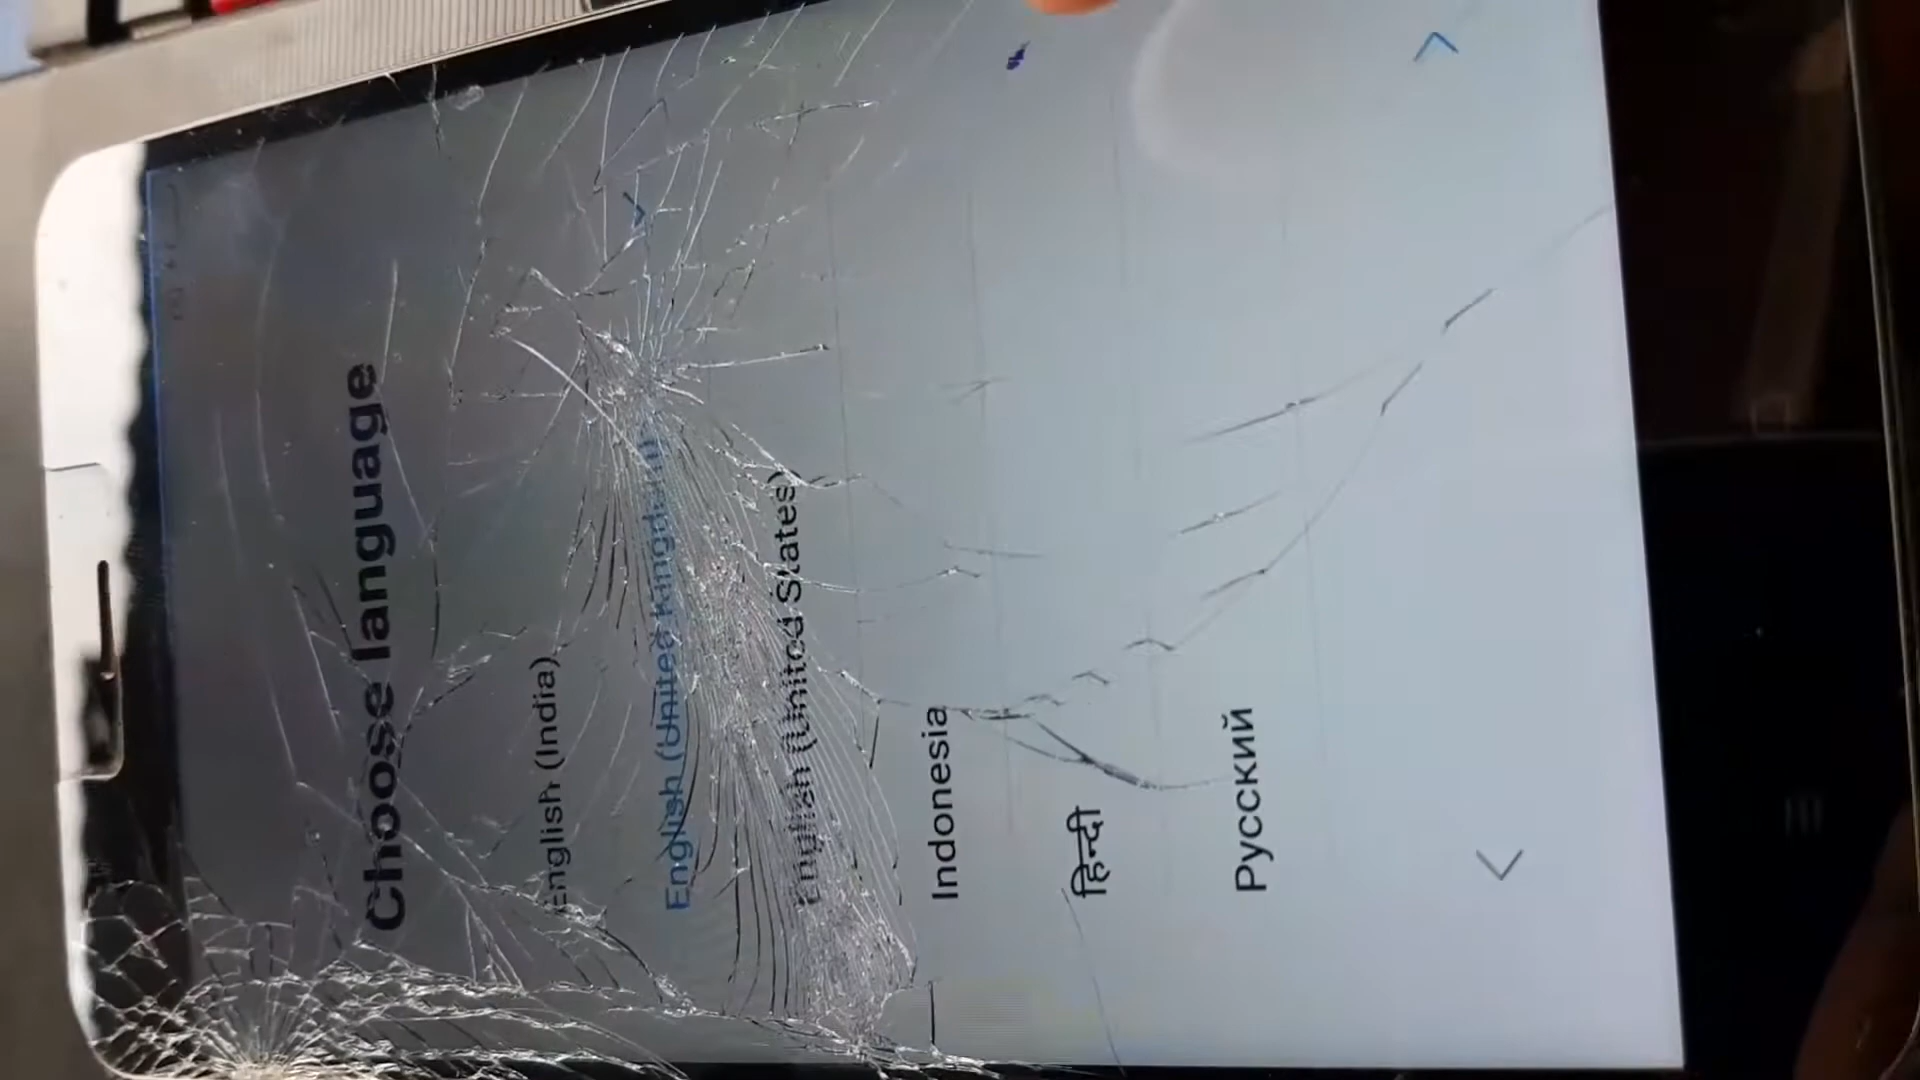 Choose language
English (India)
English (United Kingdom)
English (United States)
Indonesia
हिन्दी
Русский